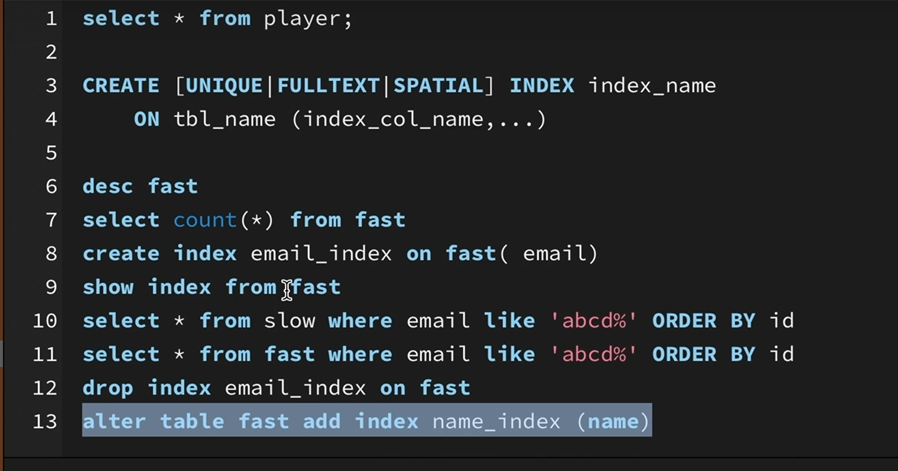 1 select * from player;
2
3 CREATE [UNIQUE|FULLTEXT|SPATIAL] INDEX index_name
4 ON tbl_name (index_col_name,...)
5
6 desc fast
7 select count(*) from fast
8 create index email_index on fast( email)
9 show index from fast
10 select * from slow where email like 'abcd%' ORDER BY id
11 select * from fast where email like 'abcd%' ORDER BY id
12 drop index email_index on fast
13 alter table fast add index name_index (name)